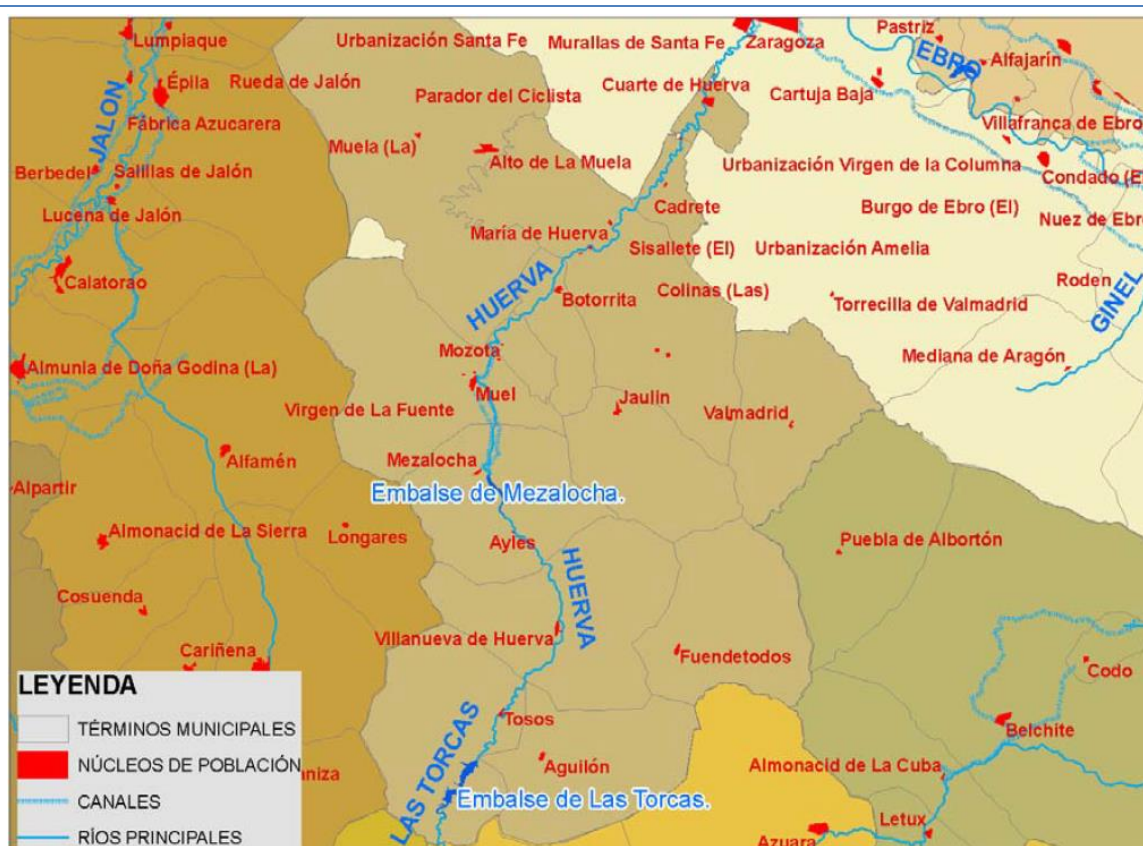 Lumpiaque
Urbanización Santa Fe
Murallas de Santa Fe
Zaragoza
Pastriz
EBRO
Alfajarín
Épila
Rueda de Jalón
Parador del Ciclista
Cuarte de Huerva
Cartuja Baja
JALON
Fábrica Azucarera
Villafranca de Ebro
Muela (La)
Alto de La Muela
Urbanización Virgen de la Columna
Condado (E
Berbedel
Salillas de Jalón
Lucena de Jalón
Cadrete
Burgo de Ebro (El)
Nuez de Ebro
María de Huerva
Sisallete (El)
Urbanización Amelia
Calatorao
HUERVA
Botorrita
Colinas (Las)
Torrecilla de Valmadrid
Roden
GINEL
Mozota
Mediana de Aragón
Almunia de Doña Godina (La)
Muel
Virgen de La Fuente
Jaulín
Valmadrid
Alfamén
Mezalocha
Alpartir
Embalse de Mezalocha.
Almonacid de La Sierra
Longares
Ayles
Puebla de Albortón
HUERVA
Cosuenda
Villanueva de Huerva
Cariñena
Fuendetodos
Codo
LEYENDA
TÉRMINOS MUNICIPALES
NÚCLEOS DE POBLACIÓN
CANALES
RÍOS PRINCIPALES
Tosos
Belchite
LAS TORCAS
Aguilón
Almonacid de La Cuba
aniza
Embalse de Las Torcas.
Azuara
Letux